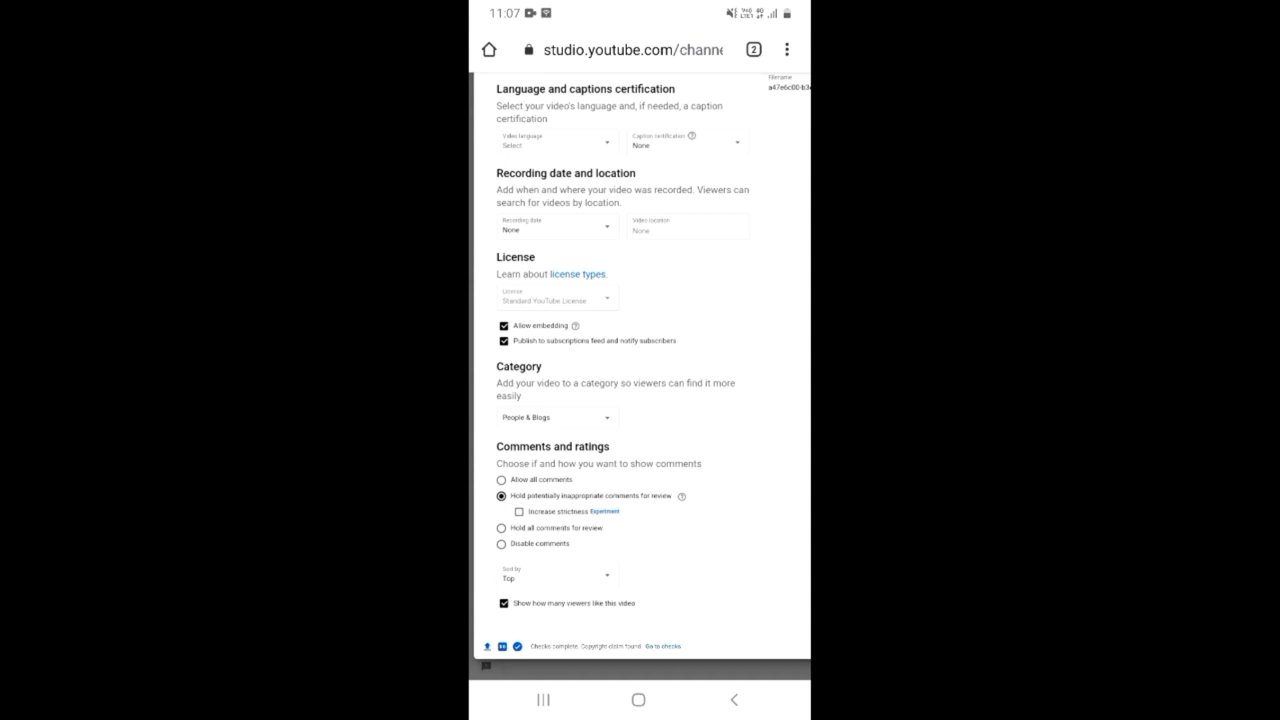 11:07
studio.youtube.com/channe
2
Filename
a47e6c00-b3
Language and captions certification
Select your video's language and, if needed, a caption
certification
Video language
Select
Caption certification
None
Recording date and location
Add when and where your video was recorded. Viewers can
search for videos by location.
Recording date
None
Video location
None
License
Learn about license types.
License
Standard YouTube License
Allow embedding
Publish to subscriptions feed and notify subscribers
Category
Add your video to a category so viewers can find it more
easily
People & Blogs
Comments and ratings
Choose if and how you want to show comments
Allow all comments
Hold potentially inappropriate comments for review
Increase strictness Experiment
Hold all comments for review
Disable comments
Sort by
Top
Show how many viewers like this video
Checks complete. Copyright claim found. Go to checks